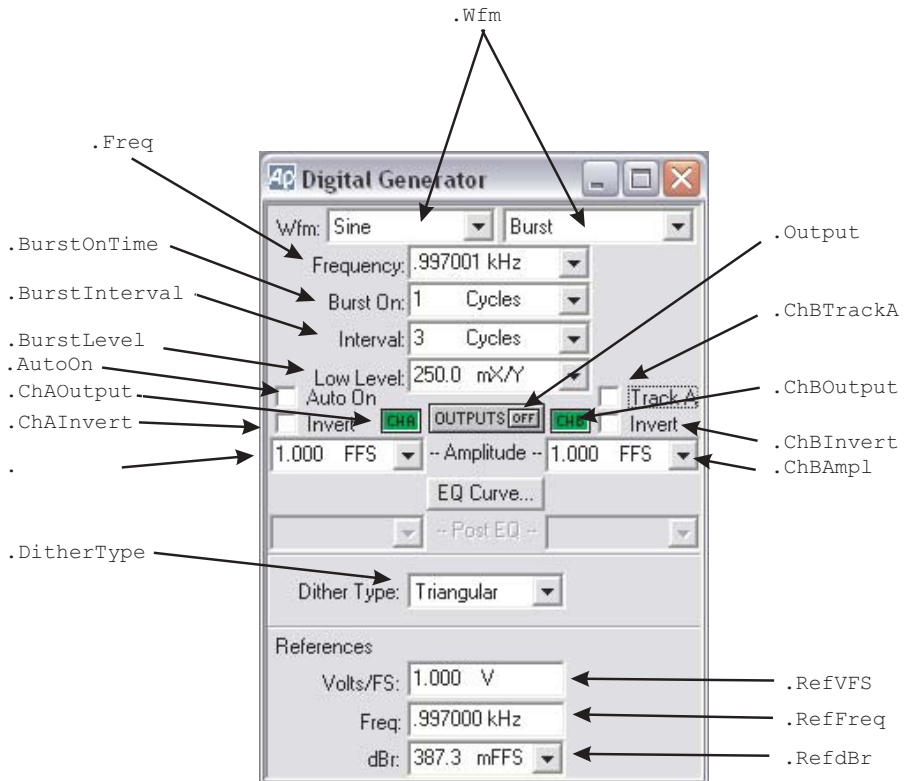 .Wfm
.Freq
Ap Digital Generator
Wfm: Sine Burst
.Output
.BurstOnTime
Frequency: .997001 kHz
.BurstInterval
Burst On: 1 Cycles
.ChBTrackA
Interval: 3 Cycles
.BurstLevel
Low Level: 250.0 mX/Y
.AutoOn
Auto On Track A
.ChAOutput
.ChBOutput
Invert CHA OUTPUTS OFF CHB Invert
.ChAInvert
.ChBInvert
1.000 FFS -- Amplitude -- 1.000 FFS
.
.ChBAmpl
EQ Curve...
-- Post EQ --
.DitherType
Dither Type: Triangular
References
Volts/FS: 1.000 V
.RefVFS
Freq: .997000 kHz
.RefFreq
dBr: 387.3 mFFS
.RefdBr